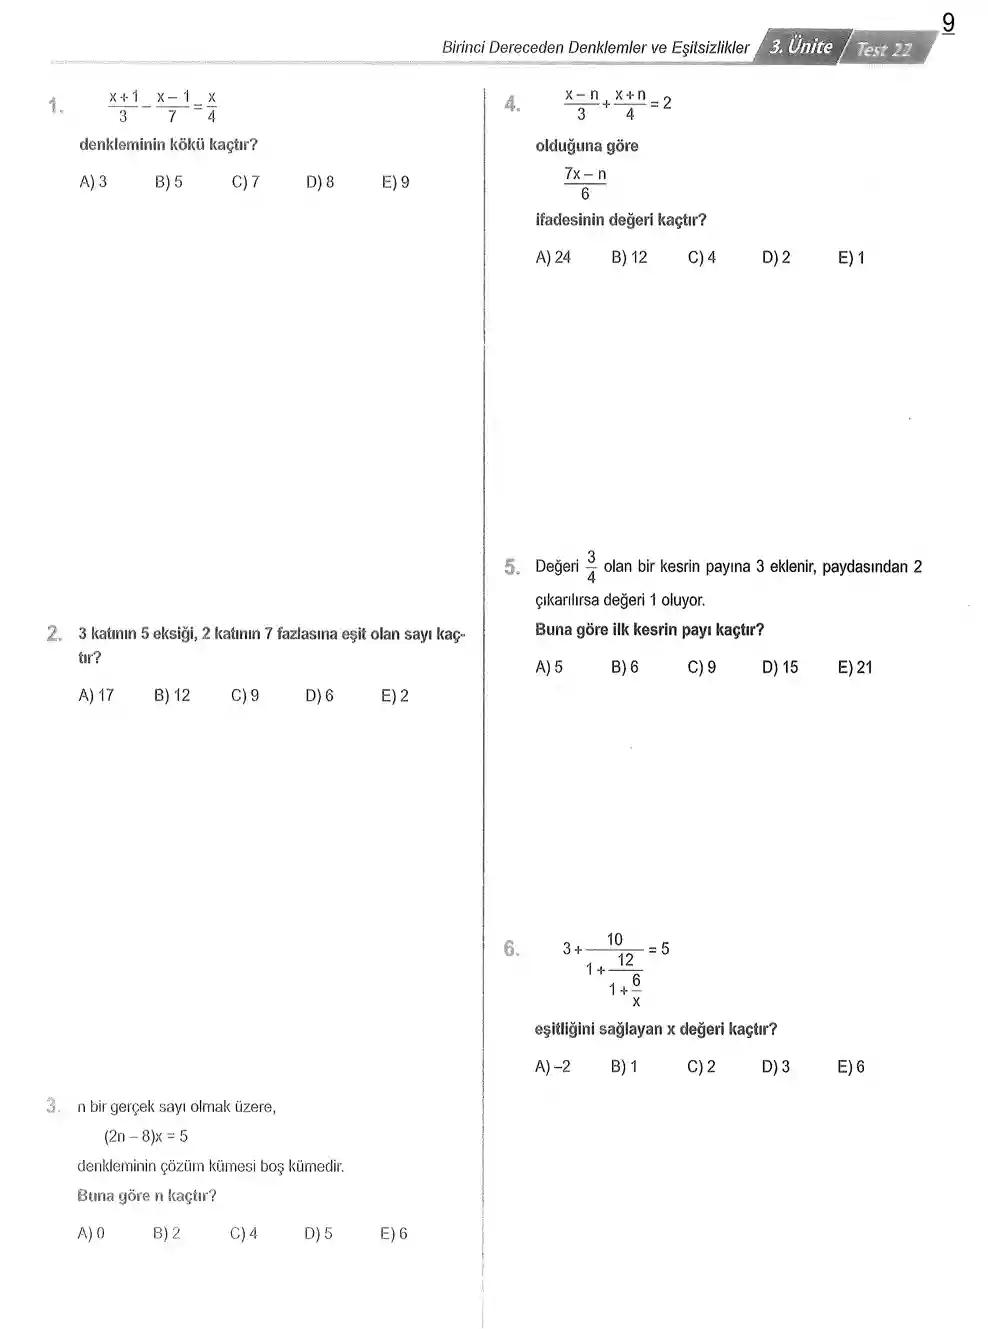 9
Birinci Dereceden Denklemler ve Eşitsizlikler 3. Ünite Test 22
1. (x+1)/3 − (x−1)/7 = x/4
denkleminin kökü kaçtır?
A) 3 B) 5 C) 7 D) 8 E) 9
2. 3 katının 5 eksiği, 2 katının 7 fazlasına eşit olan sayı kaç-
tır?
A) 17 B) 12 C) 9 D) 6 E) 2
3. n bir gerçek sayı olmak üzere,
(2n – 8)x = 5
denkleminin çözüm kümesi boş kümedir.
Buna göre n kaçtır?
A) 0 B) 2 C) 4 D) 5 E) 6
4. (x−n)/3 + (x+n)/4 = 2
olduğuna göre
(7x−n)/6
ifadesinin değeri kaçtır?
A) 24 B) 12 C) 4 D) 2 E) 1
5. Değeri 3/4 olan bir kesrin payına 3 eklenir, paydasından 2
çıkarılırsa değeri 1 oluyor.
Buna göre ilk kesrin payı kaçtır?
A) 5 B) 6 C) 9 D) 15 E) 21
6. 3 + 10/(1 + 12/(1 + 6/x)) = 5
eşitliğini sağlayan x değeri kaçtır?
A) –2 B) 1 C) 2 D) 3 E) 6